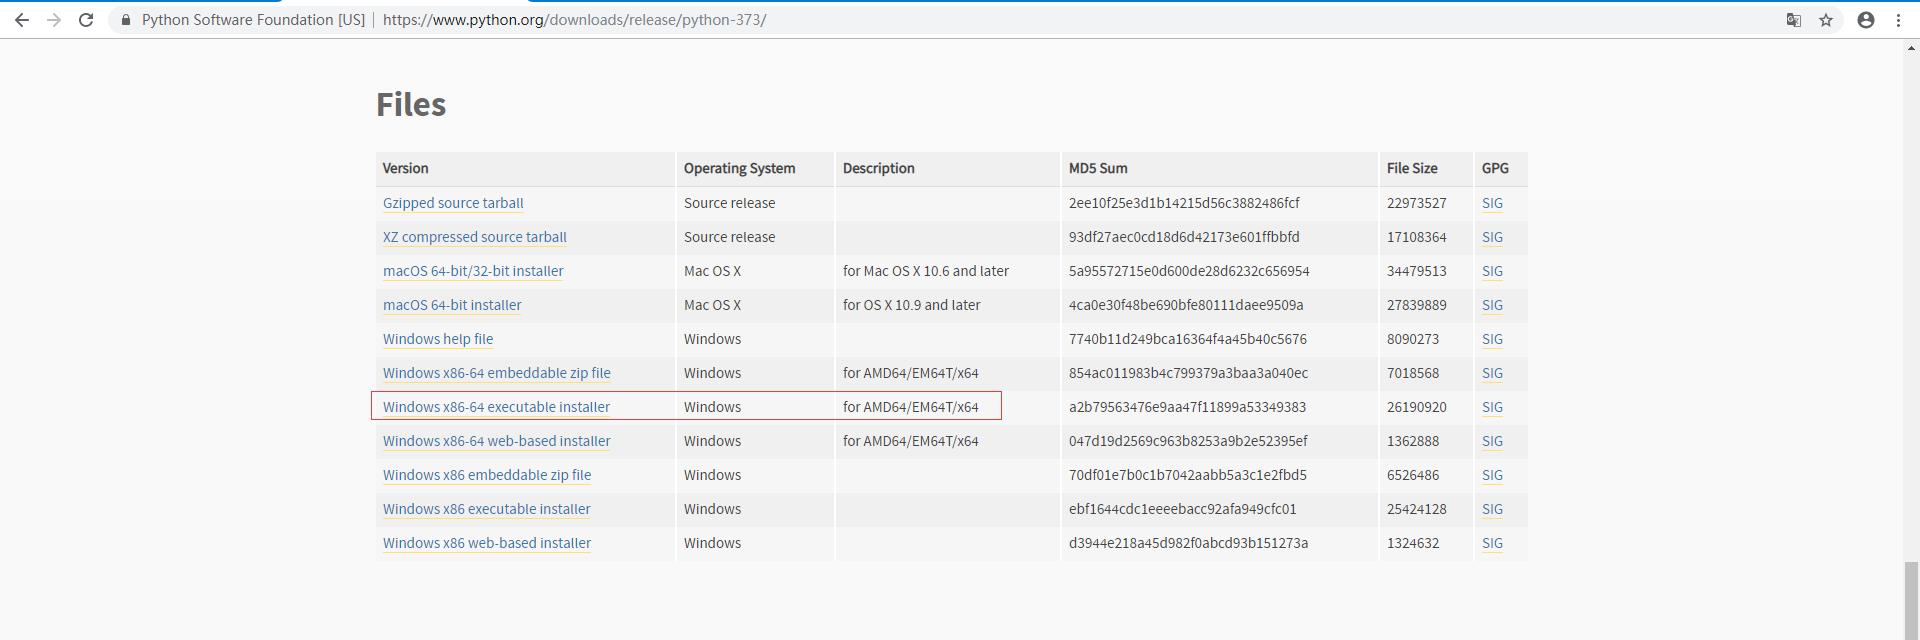 Python Software Foundation [US] | https://www.python.org/downloads/release/python-373/
Files
Version Operating System Description MD5 Sum File Size GPG
Gzipped source tarball Source release 2ee10f25e3d1b14215d56c3882486fcf 22973527 SIG
XZ compressed source tarball Source release 93df27aec0cd18d6d42173e601ffbbfd 17108364 SIG
macOS 64-bit/32-bit installer Mac OS X for Mac OS X 10.6 and later 5a95572715e0d600de28d6232c656954 34479513 SIG
macOS 64-bit installer Mac OS X for OS X 10.9 and later 4ca0e30f48be690bfe80111daee9509a 27839889 SIG
Windows help file Windows 7740b11d249bca16364f4a45b40c5676 8090273 SIG
Windows x86-64 embeddable zip file Windows for AMD64/EM64T/x64 854ac011983b4c799379a3baa3a040ec 7018568 SIG
Windows x86-64 executable installer Windows for AMD64/EM64T/x64 a2b79563476e9aa47f11899a53349383 26190920 SIG
Windows x86-64 web-based installer Windows for AMD64/EM64T/x64 047d19d2569c963b8253a9b2e52395ef 1362888 SIG
Windows x86 embeddable zip file Windows 70df01e7b0c1b7042aabb5a3c1e2fbd5 6526486 SIG
Windows x86 executable installer Windows ebf1644cdc1eeeebacc92afa949cfc01 25424128 SIG
Windows x86 web-based installer Windows d3944e218a45d982f0abcd93b151273a 1324632 SIG